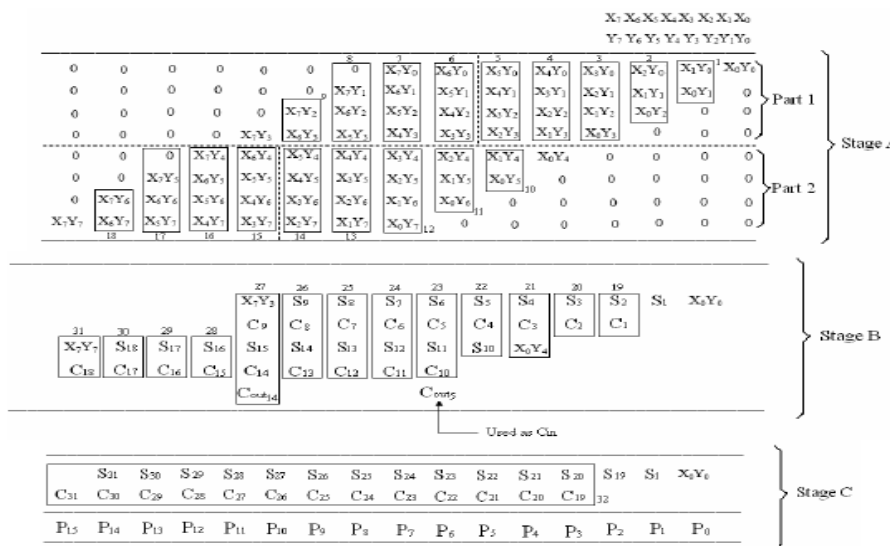 X7 X6 X5 X4 X3 X2 X1 X0
Y7 Y6 Y5 Y4 Y3 Y2 Y1 Y0
8 7 6 5 4 3 2 1
0 0 0 0 0 0 0 X7Y0 X6Y0 X5Y0 X4Y0 X3Y0 X2Y0 X1Y0 X0Y0
0 0 0 0 0 0 9 X7Y1 X6Y1 X5Y1 X4Y1 X3Y1 X2Y1 X1Y1 X0Y1 0
Part 1
0 0 0 0 0 X7Y2 X6Y2 X5Y2 X4Y2 X3Y2 X2Y2 X1Y2 X0Y2 0 0
0 0 0 0 X7Y3 X6Y3 X5Y3 X4Y3 X3Y3 X2Y3 X1Y3 X0Y3 0 0 0
Stage A
0 0 0 X7Y4 X6Y4 X5Y4 X4Y4 X3Y4 X2Y4 X1Y4 X0Y4 0 0 0 0
0 0 X7Y5 X6Y5 X5Y5 X4Y5 X3Y5 X2Y5 X1Y5 X0Y5 10 0 0 0 0 0
Part 2
0 X7Y6 X6Y6 X5Y6 X4Y6 X3Y6 X2Y6 X1Y6 X0Y6 11 0 0 0 0 0 0
X7Y7 X6Y7 X5Y7 X4Y7 X3Y7 X2Y7 X1Y7 X0Y7 12 0 0 0 0 0 0 0
18 17 16 15 14 13
27 26 25 24 23 22 21 20 19
X7Y3 S9 S8 S7 S6 S5 S4 S3 S2 S1 X0Y0
C9 C8 C7 C6 C5 C4 C3 C2 C1
31 30 29 28
X7Y7 S18 S17 S16 S15 S14 S13 S12 S11 S10 X0Y4
C18 C17 C16 C15 C14 C13 C12 C11 C10
Cout14 Cout5
Stage B
Used as Cin
S31 S30 S29 S28 S27 S26 S25 S24 S23 S22 S21 S20 S19 S1 X0Y0
C31 C30 C29 C28 C27 C26 C25 C24 C23 C22 C21 C20 C19 32
Stage C
P15 P14 P13 P12 P11 P10 P9 P8 P7 P6 P5 P4 P3 P2 P1 P0